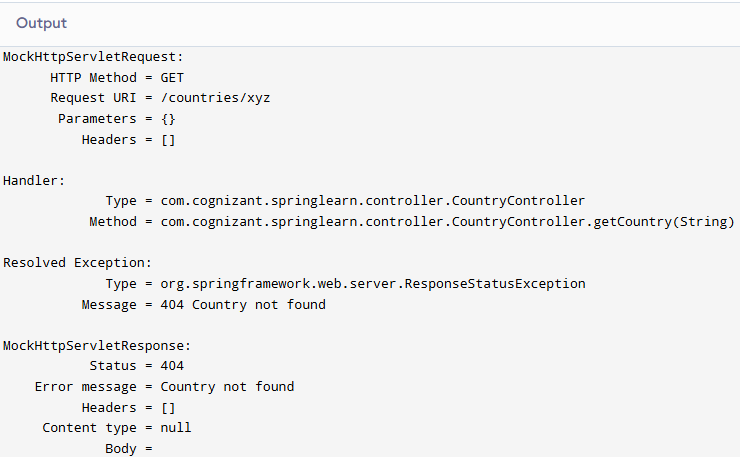 Output
MockHttpServletRequest:
HTTP Method = GET
Request URI = /countries/xyz
Parameters = {}
Headers = []
Handler:
Type = com.cognizant.springlearn.controller.CountryController
Method = com.cognizant.springlearn.controller.CountryController.getCountry(String)
Resolved Exception:
Type = org.springframework.web.server.ResponseStatusException
Message = 404 Country not found
MockHttpServletResponse:
Status = 404
Error message = Country not found
Headers = []
Content type = null
Body =